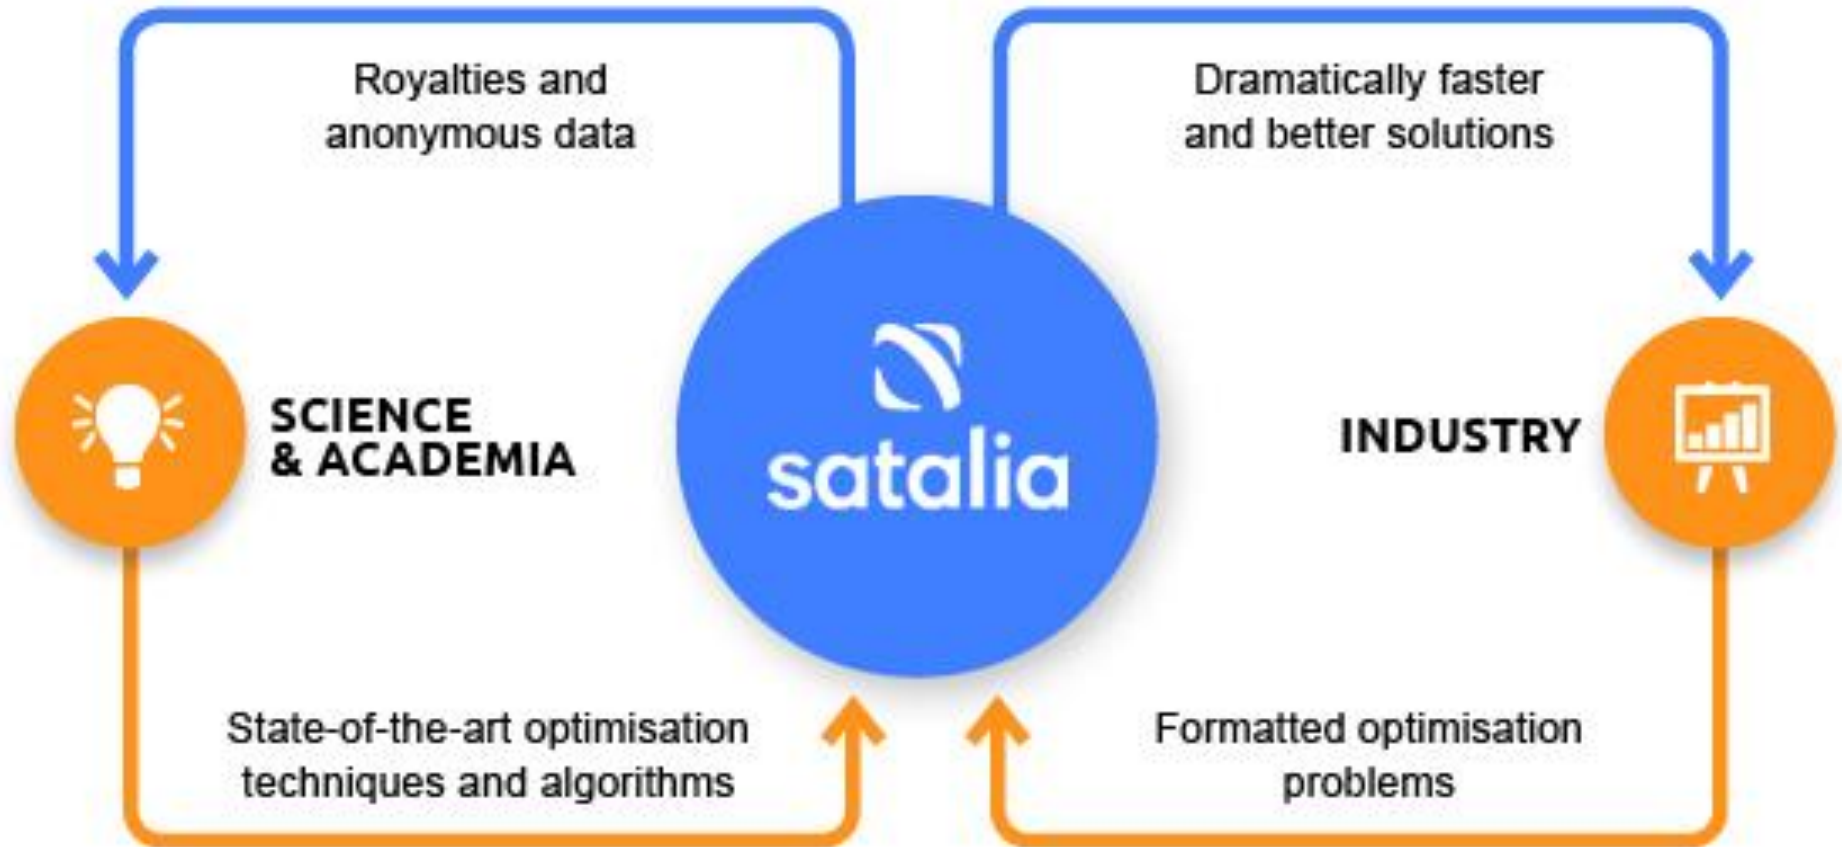 Royalties and
anonymous data
Dramatically faster
and better solutions
SCIENCE
& ACADEMIA
satalia
INDUSTRY
State-of-the-art optimisation
techniques and algorithms
Formatted optimisation
problems